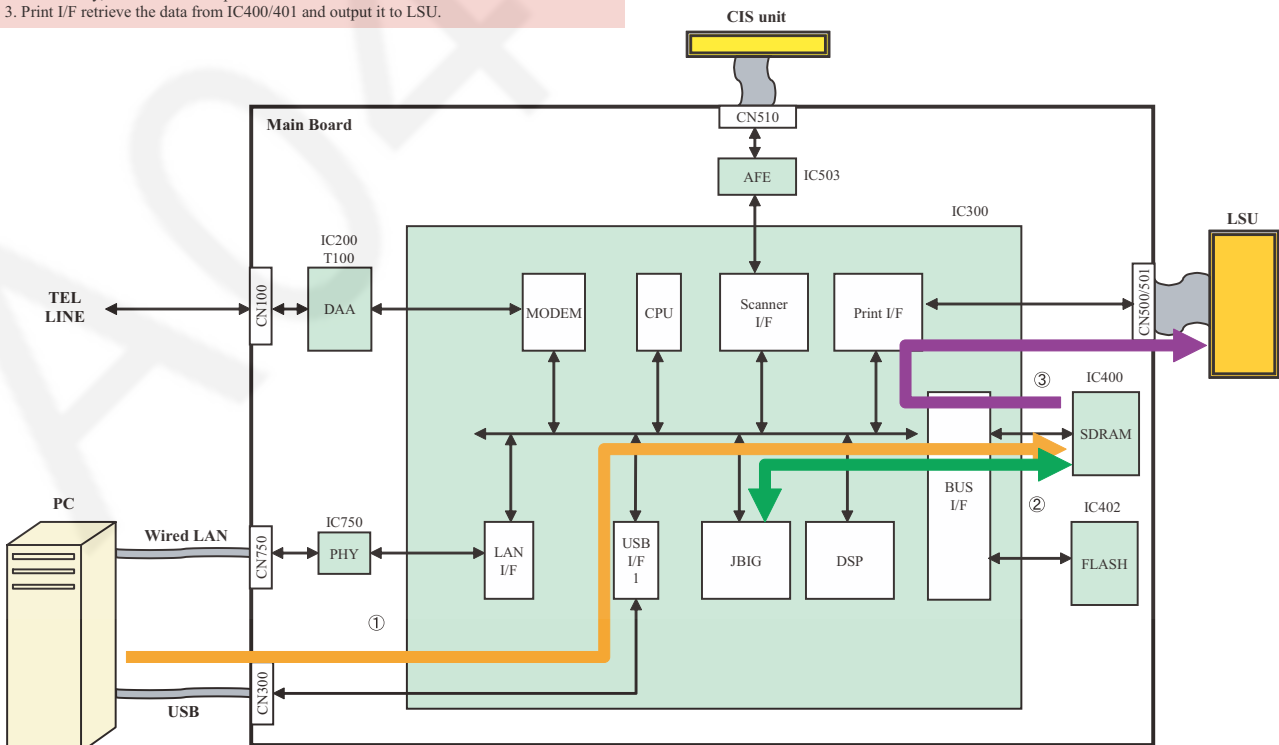 3. Print I/F retrieve the data from IC400/401 and output it to LSU.
CIS unit
CN510
Main Board
AFE
IC503
IC300
LSU
IC200
T100
TEL
LINE
CN100
DAA
MODEM
CPU
Scanner
I/F
Print I/F
CN500/501
③
IC400
SDRAM
BUS
I/F
②
IC402
FLASH
PC
Wired LAN
CN750
IC750
PHY
LAN
I/F
USB
I/F
1
JBIG
DSP
①
CN300
USB
A04